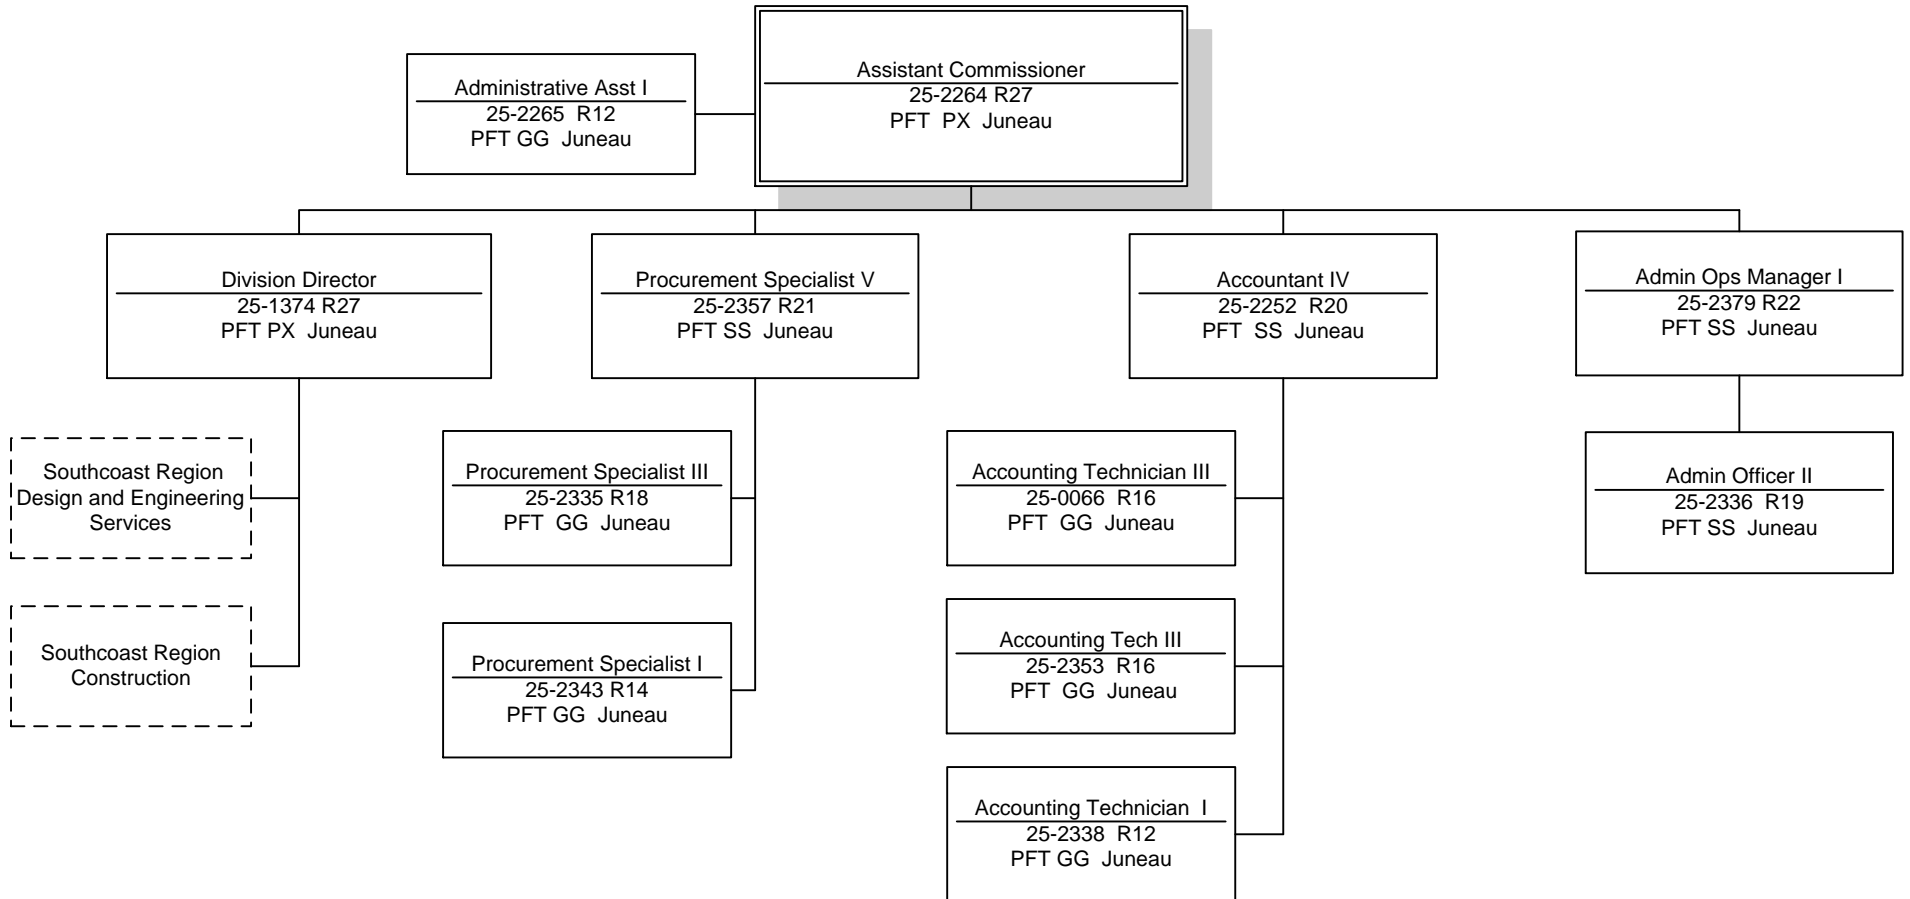 Assistant Commissioner
25-2264 R27
PFT PX Juneau
Administrative Asst I
25-2265 R12
PFT GG Juneau
Division Director
25-1374 R27
PFT PX Juneau
Procurement Specialist V
25-2357 R21
PFT SS Juneau
Accountant IV
25-2252 R20
PFT SS Juneau
Admin Ops Manager I
25-2379 R22
PFT SS Juneau
Southcoast Region
Design and Engineering
Services
Southcoast Region
Construction
Procurement Specialist III
25-2335 R18
PFT GG Juneau
Procurement Specialist I
25-2343 R14
PFT GG Juneau
Accounting Technician III
25-0066 R16
PFT GG Juneau
Accounting Tech III
25-2353 R16
PFT GG Juneau
Accounting Technician I
25-2338 R12
PFT GG Juneau
Admin Officer II
25-2336 R19
PFT SS Juneau